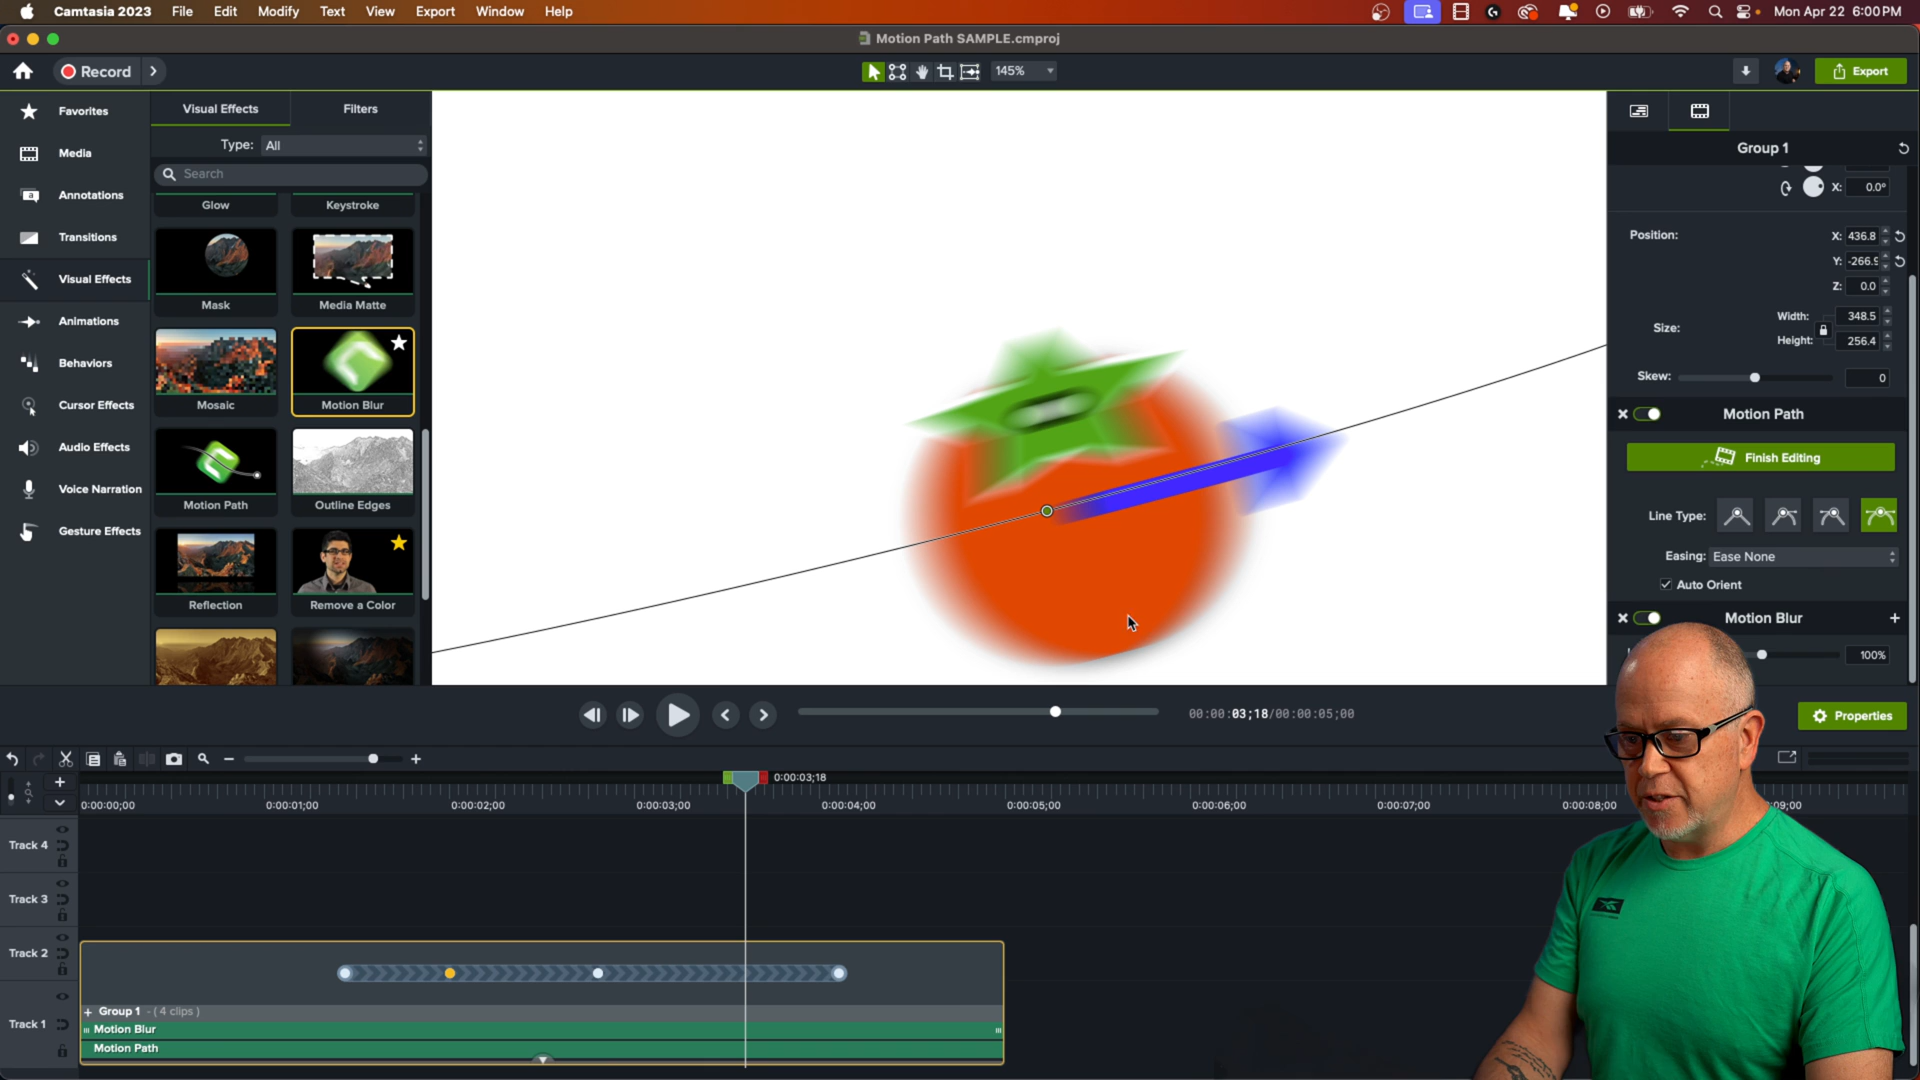 Camtasia 2023 File Edit Modify Text View Export Window Help
Mon Apr 22 6:00 PM
Motion Path SAMPLE.cmproj
Record
145%
Export
Favorites
Media
Annotations
Transitions
Visual Effects
Animations
Behaviors
Cursor Effects
Audio Effects
Voice Narration
Gesture Effects
Visual Effects
Filters
Type: All
Search
Glow
Keystroke
Mask
Media Matte
Mosaic
Motion Blur
Motion Path
Outline Edges
Reflection
Remove a Color
Group 1
X: 0.0°
Position: X: 436.8
Y: -266.9
Z: 0.0
Size: Width: 348.5
Height: 256.4
Skew: 0
Motion Path
Finish Editing
Line Type:
Easing: Ease None
Auto Orient
Motion Blur
100%
00:00:03;18/00:00:05;00
Properties
0:00:03;18
0:00:00;00 0:00:01;00 0:00:02;00 0:00:03;00 0:00:04;00 0:00:05;00 0:00:06;00 0:00:07;00 0:00:08;00
Track 4
Track 3
Track 2
Track 1
Group 1 - ( 4 clips )
Motion Blur
Motion Path